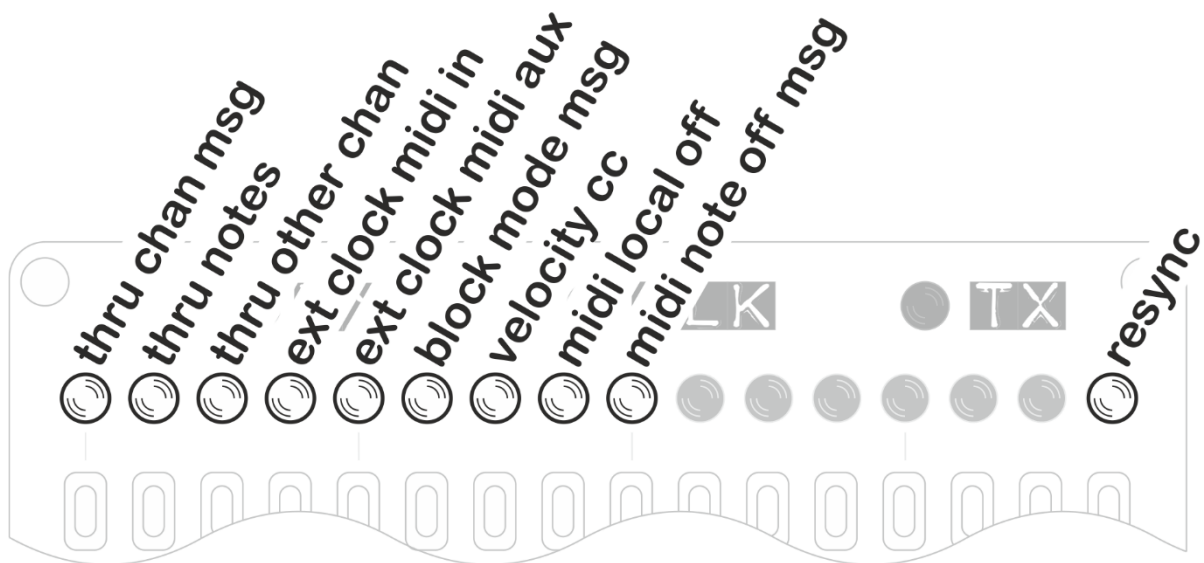 thru chan msg
thru notes
thru other chan
ext clock midi in
ext clock midi aux
block mode msg
velocity cc
midi local off
midi note off msg
resync
LK
TX